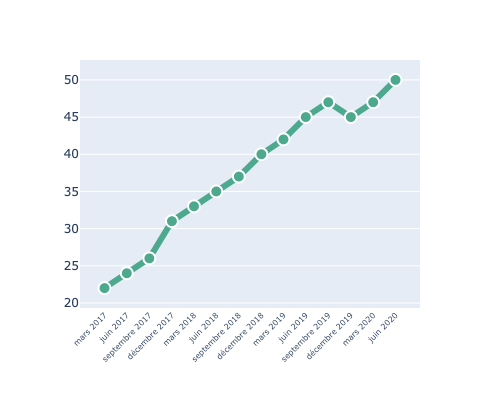 50
45
40
35
30
25
20
mars 2017
juin 2017
septembre 2017
décembre 2017
mars 2018
juin 2018
septembre 2018
décembre 2018
mars 2019
juin 2019
septembre 2019
décembre 2019
mars 2020
juin 2020